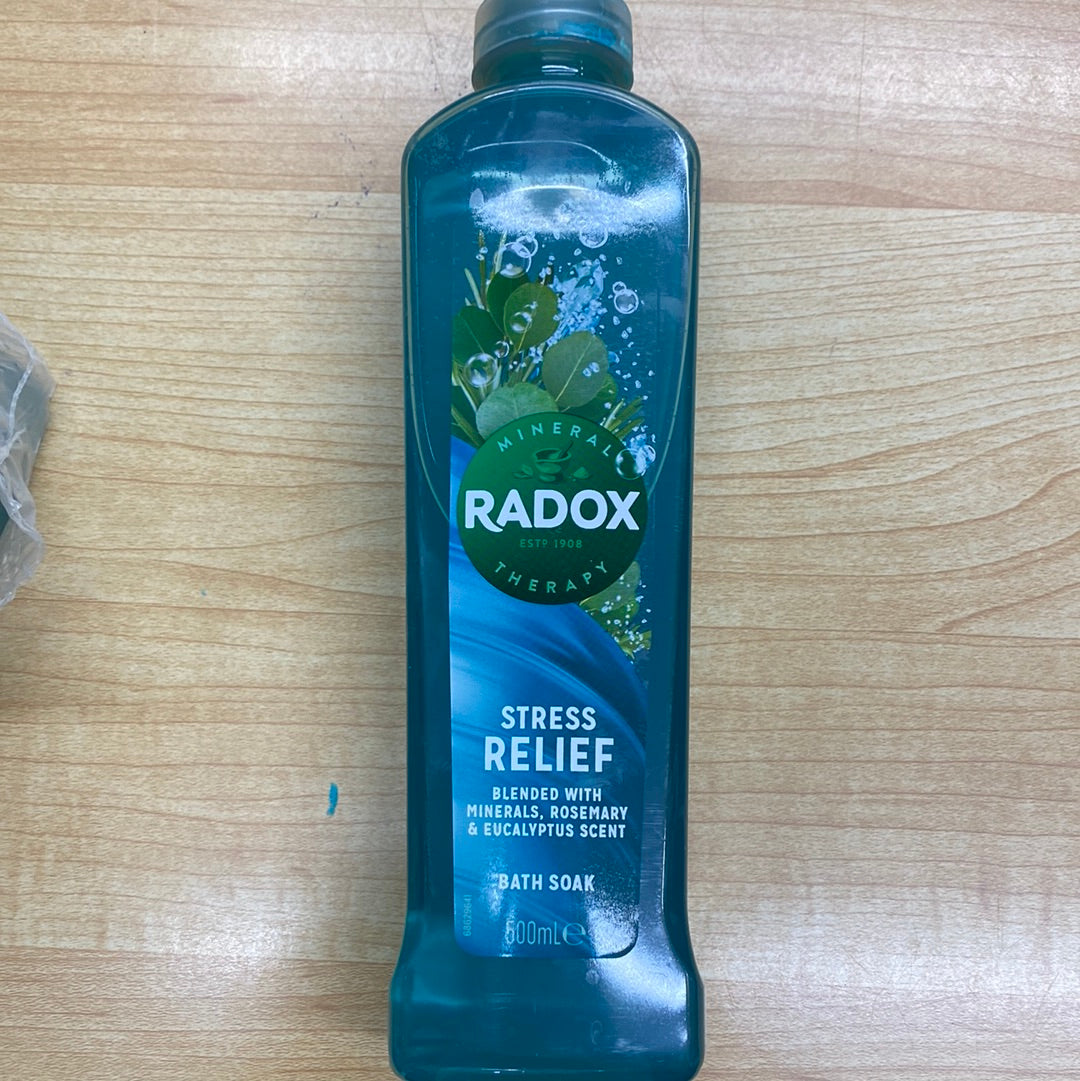 MINERAL
RADOX
ESTD 1908
THERAPY
STRESS
RELIEF
BLENDED WITH
MINERALS, ROSEMARY
& EUCALYPTUS SCENT
BATH SOAK
500mL℮